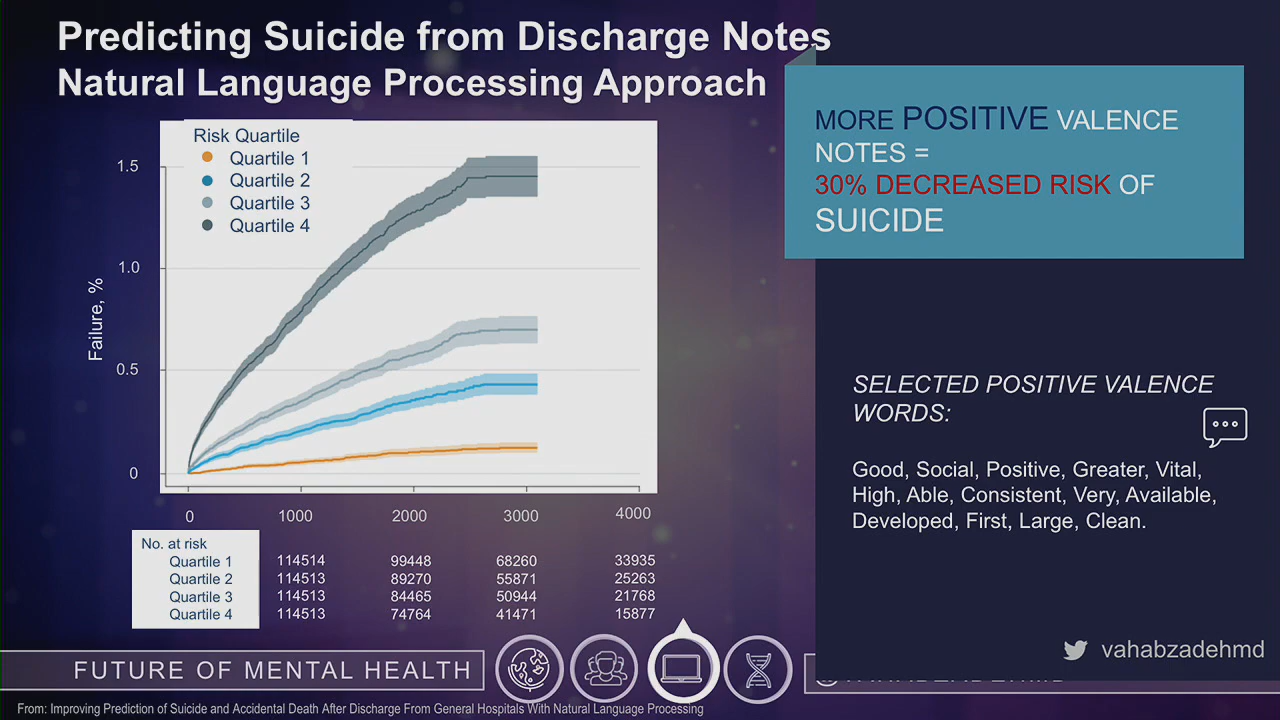 Predicting Suicide from Discharge Notes
Natural Language Processing Approach
MORE POSITIVE VALENCE
NOTES =
30% DECREASED RISK OF
SUICIDE
Risk Quartile
Quartile 1
Quartile 2
Quartile 3
Quartile 4
Failure, %
1.5
1.0
0.5
0
0 1000 2000 3000 4000
No. at risk
Quartile 1 114514 99448 68260 33935
Quartile 2 114513 89270 55871 25263
Quartile 3 114513 84465 50944 21768
Quartile 4 114513 74764 41471 15877
SELECTED POSITIVE VALENCE
WORDS:
Good, Social, Positive, Greater, Vital,
High, Able, Consistent, Very, Available,
Developed, First, Large, Clean.
vahabzadehmd
FUTURE OF MENTAL HEALTH
From: Improving Prediction of Suicide and Accidental Death After Discharge From General Hospitals With Natural Language Processing